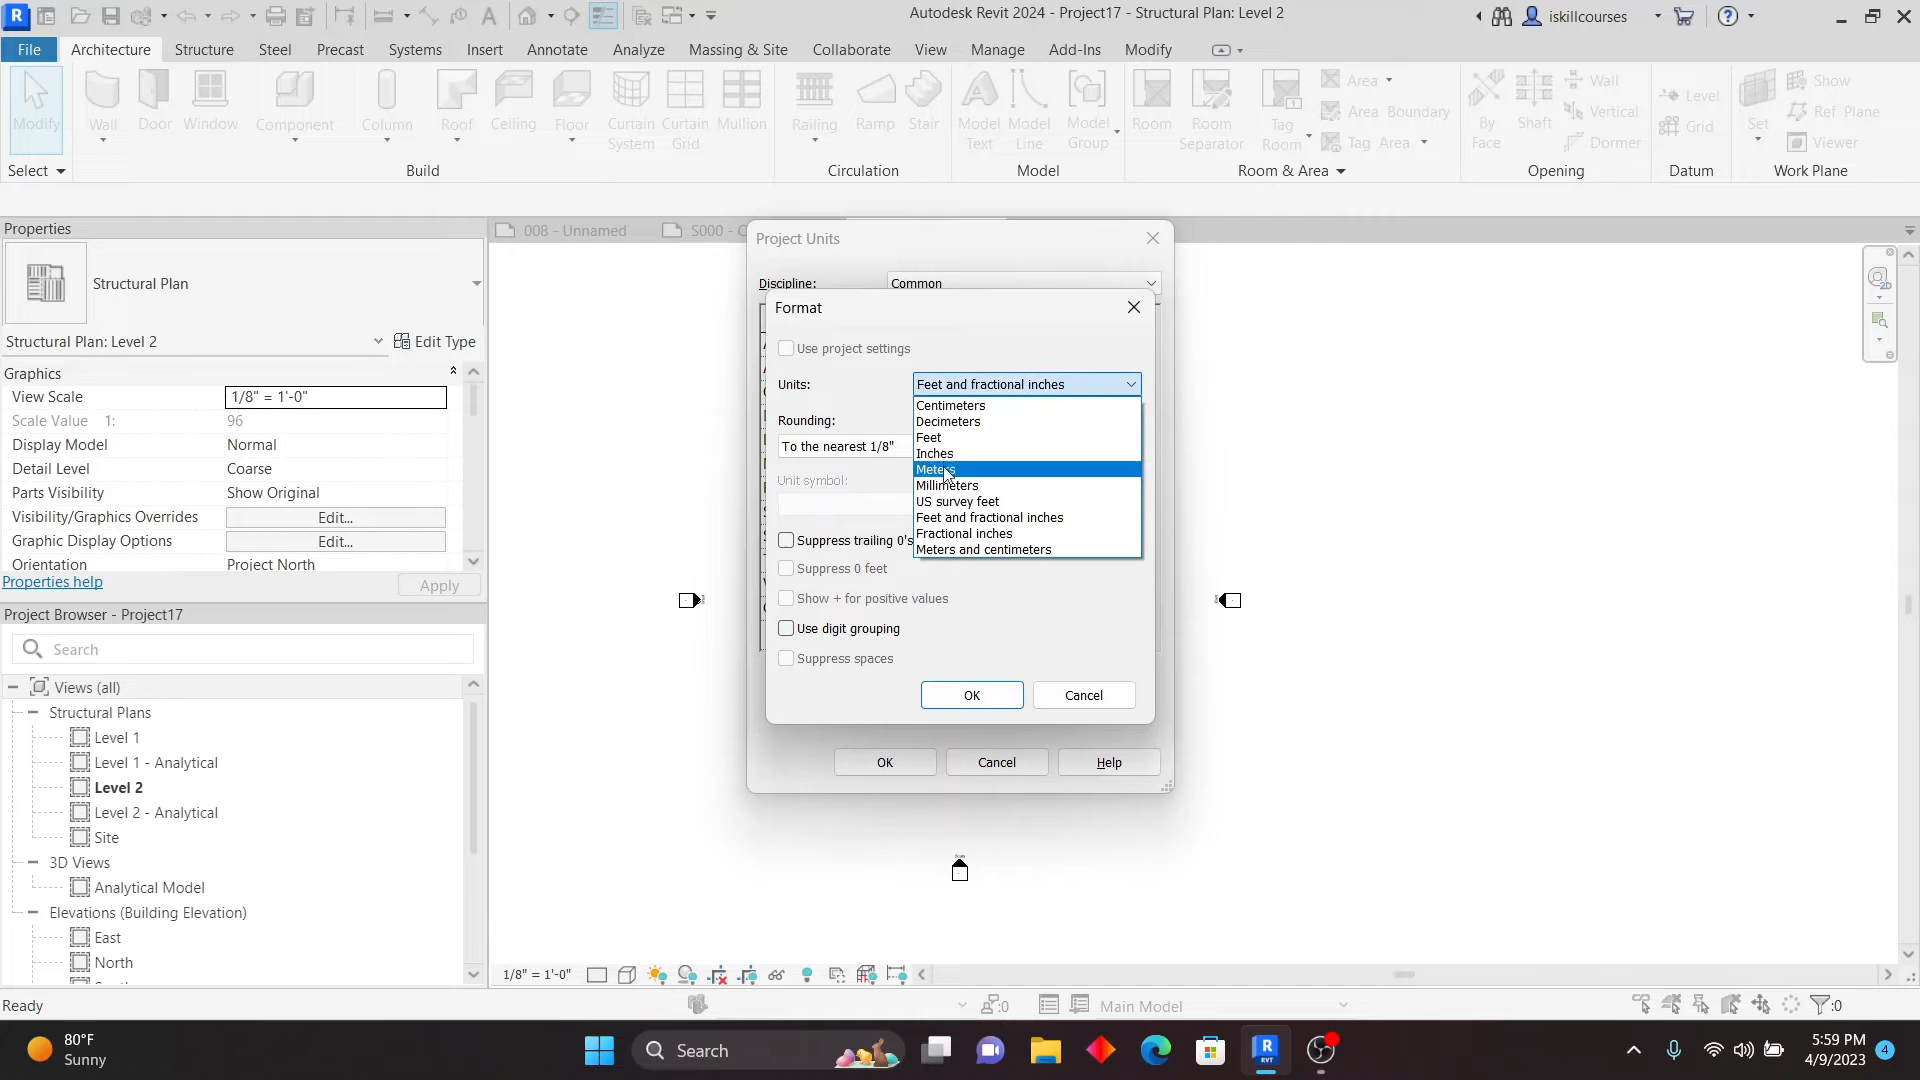 Autodesk Revit 2024 - Project17 - Structural Plan: Level 2
iskillcourses
File Architecture Structure Steel Precast Systems Insert Annotate Analyze Massing & Site Collaborate View Manage Add-Ins Modify
Modify
Wall
Door
Window
Component
Column
Roof
Ceiling
Floor
Curtain System
Curtain Grid
Mullion
Railing
Ramp
Stair
Model Text
Model Line
Model Group
Room
Room Separator
Tag Room
Area
Area Boundary
Tag Area
By Face
Shaft
Wall
Vertical
Dormer
Level
Grid
Set
Show
Ref Plane
Viewer
Select
Build
Circulation
Model
Room & Area
Opening
Datum
Work Plane
Properties
Structural Plan
Structural Plan: Level 2
Edit Type
Graphics
View Scale 1/8" = 1'-0"
Scale Value 1: 96
Display Model Normal
Detail Level Coarse
Parts Visibility Show Original
Visibility/Graphics Overrides Edit...
Graphic Display Options Edit...
Orientation Project North
Properties help
Apply
Project Browser - Project17
Search
Views (all)
Structural Plans
Level 1
Level 1 - Analytical
Level 2
Level 2 - Analytical
Site
3D Views
Analytical Model
Elevations (Building Elevation)
East
North
008 - Unnamed
S000 - C
Project Units
Discipline: Common
Format
Use project settings
Units: Feet and fractional inches
Centimeters
Decimeters
Feet
Inches
Meters
Millimeters
US survey feet
Feet and fractional inches
Fractional inches
Meters and centimeters
Rounding:
To the nearest 1/8"
Unit symbol:
Suppress trailing 0's
Suppress 0 feet
Show + for positive values
Use digit grouping
Suppress spaces
OK Cancel
OK Cancel Help
1/8" = 1'-0"
Ready
:0
Main Model
:0
80°F
Sunny
Search
R
RVT
5:59 PM
4/9/2023
4